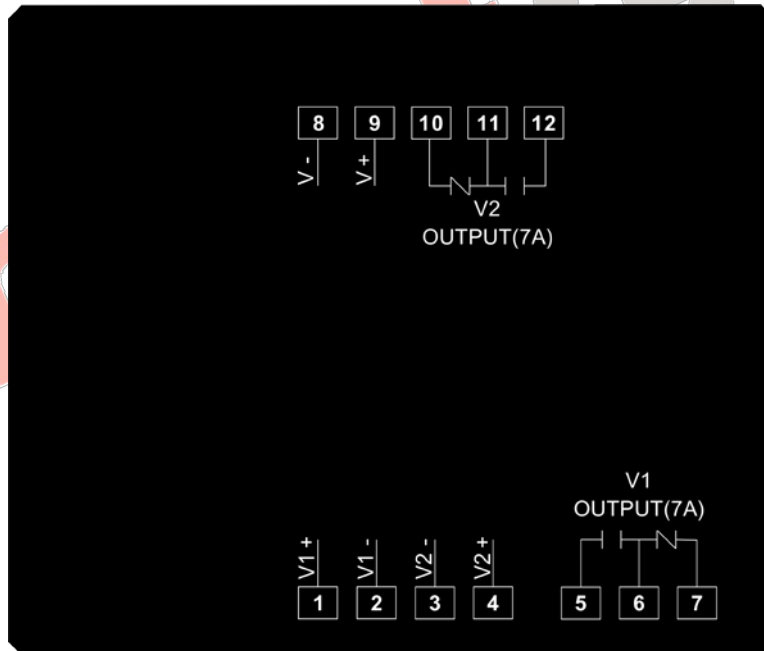 8 9 10 11 12
V - V +
V2
OUTPUT(7A)
V1
OUTPUT(7A)
V1 + V1 - V2 - V2 +
1 2 3 4 5 6 7